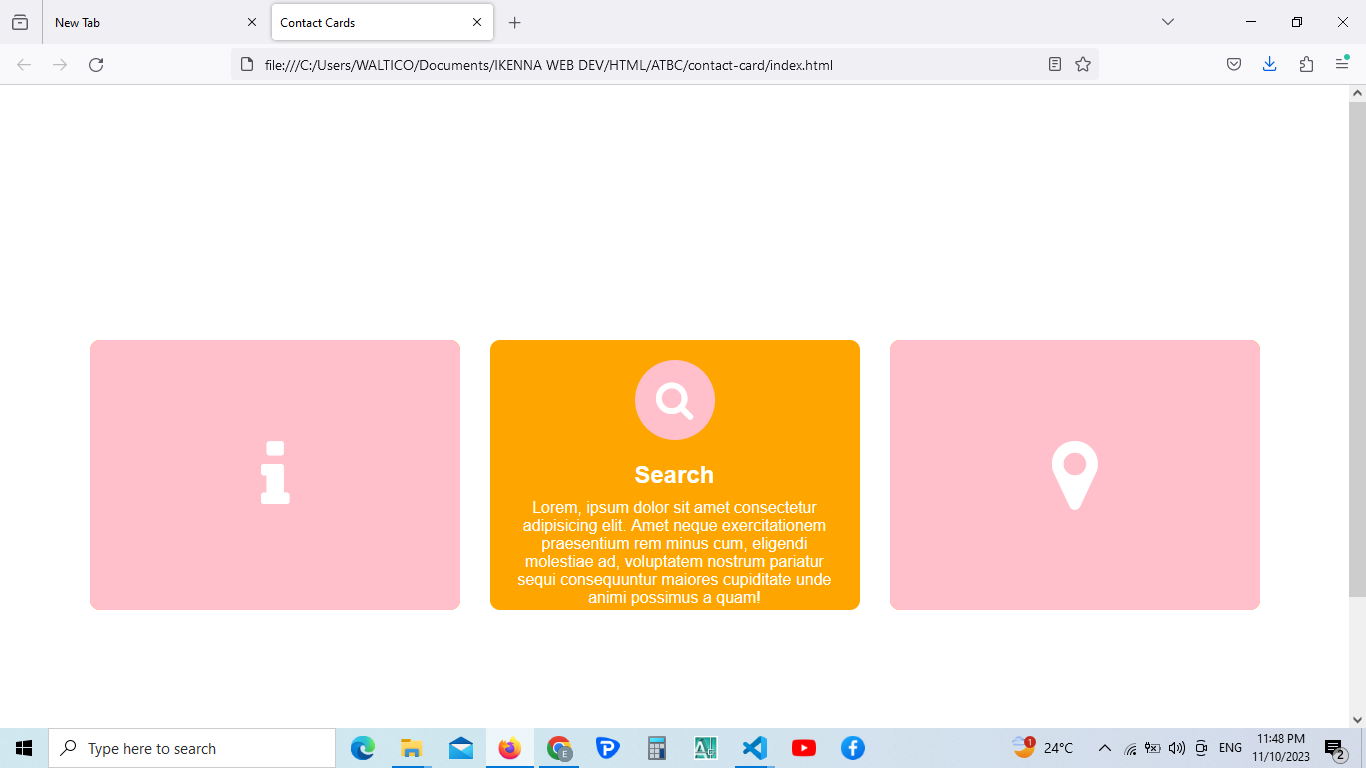 New Tab
Contact Cards
file:///C:/Users/WALTICO/Documents/IKENNA WEB DEV/HTML/ATBC/contact-card/index.html
Search
Lorem, ipsum dolor sit amet consectetur
adipisicing elit. Amet neque exercitationem
praesentium rem minus cum, eligendi
molestiae ad, voluptatem nostrum pariatur
sequi consequuntur maiores cupiditate unde
animi possimus a quam!
Type here to search
E
1
24°C
ENG
11:48 PM
11/10/2023
2